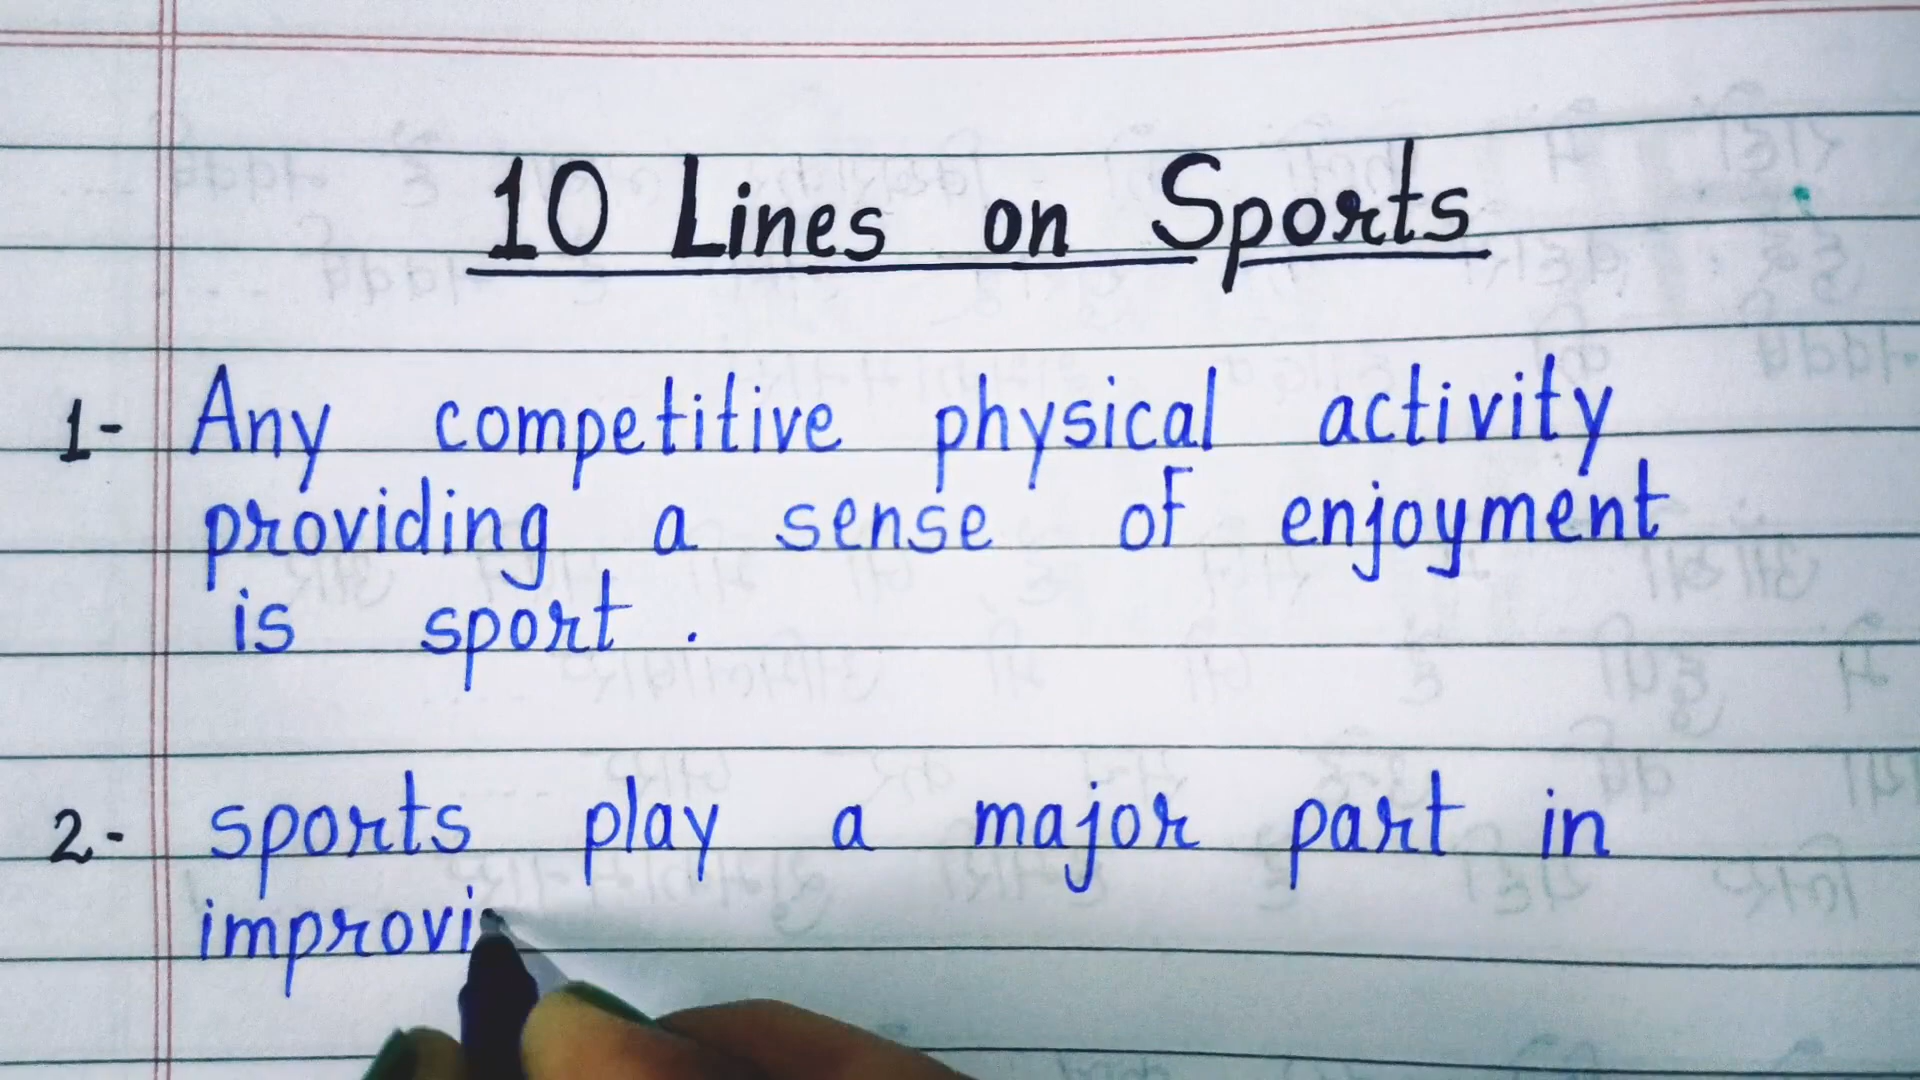 10 Lines on Sports
1- Any competitive physical activity
providing a sense of enjoyment
is sport .
2- sports play a major part in
improvi